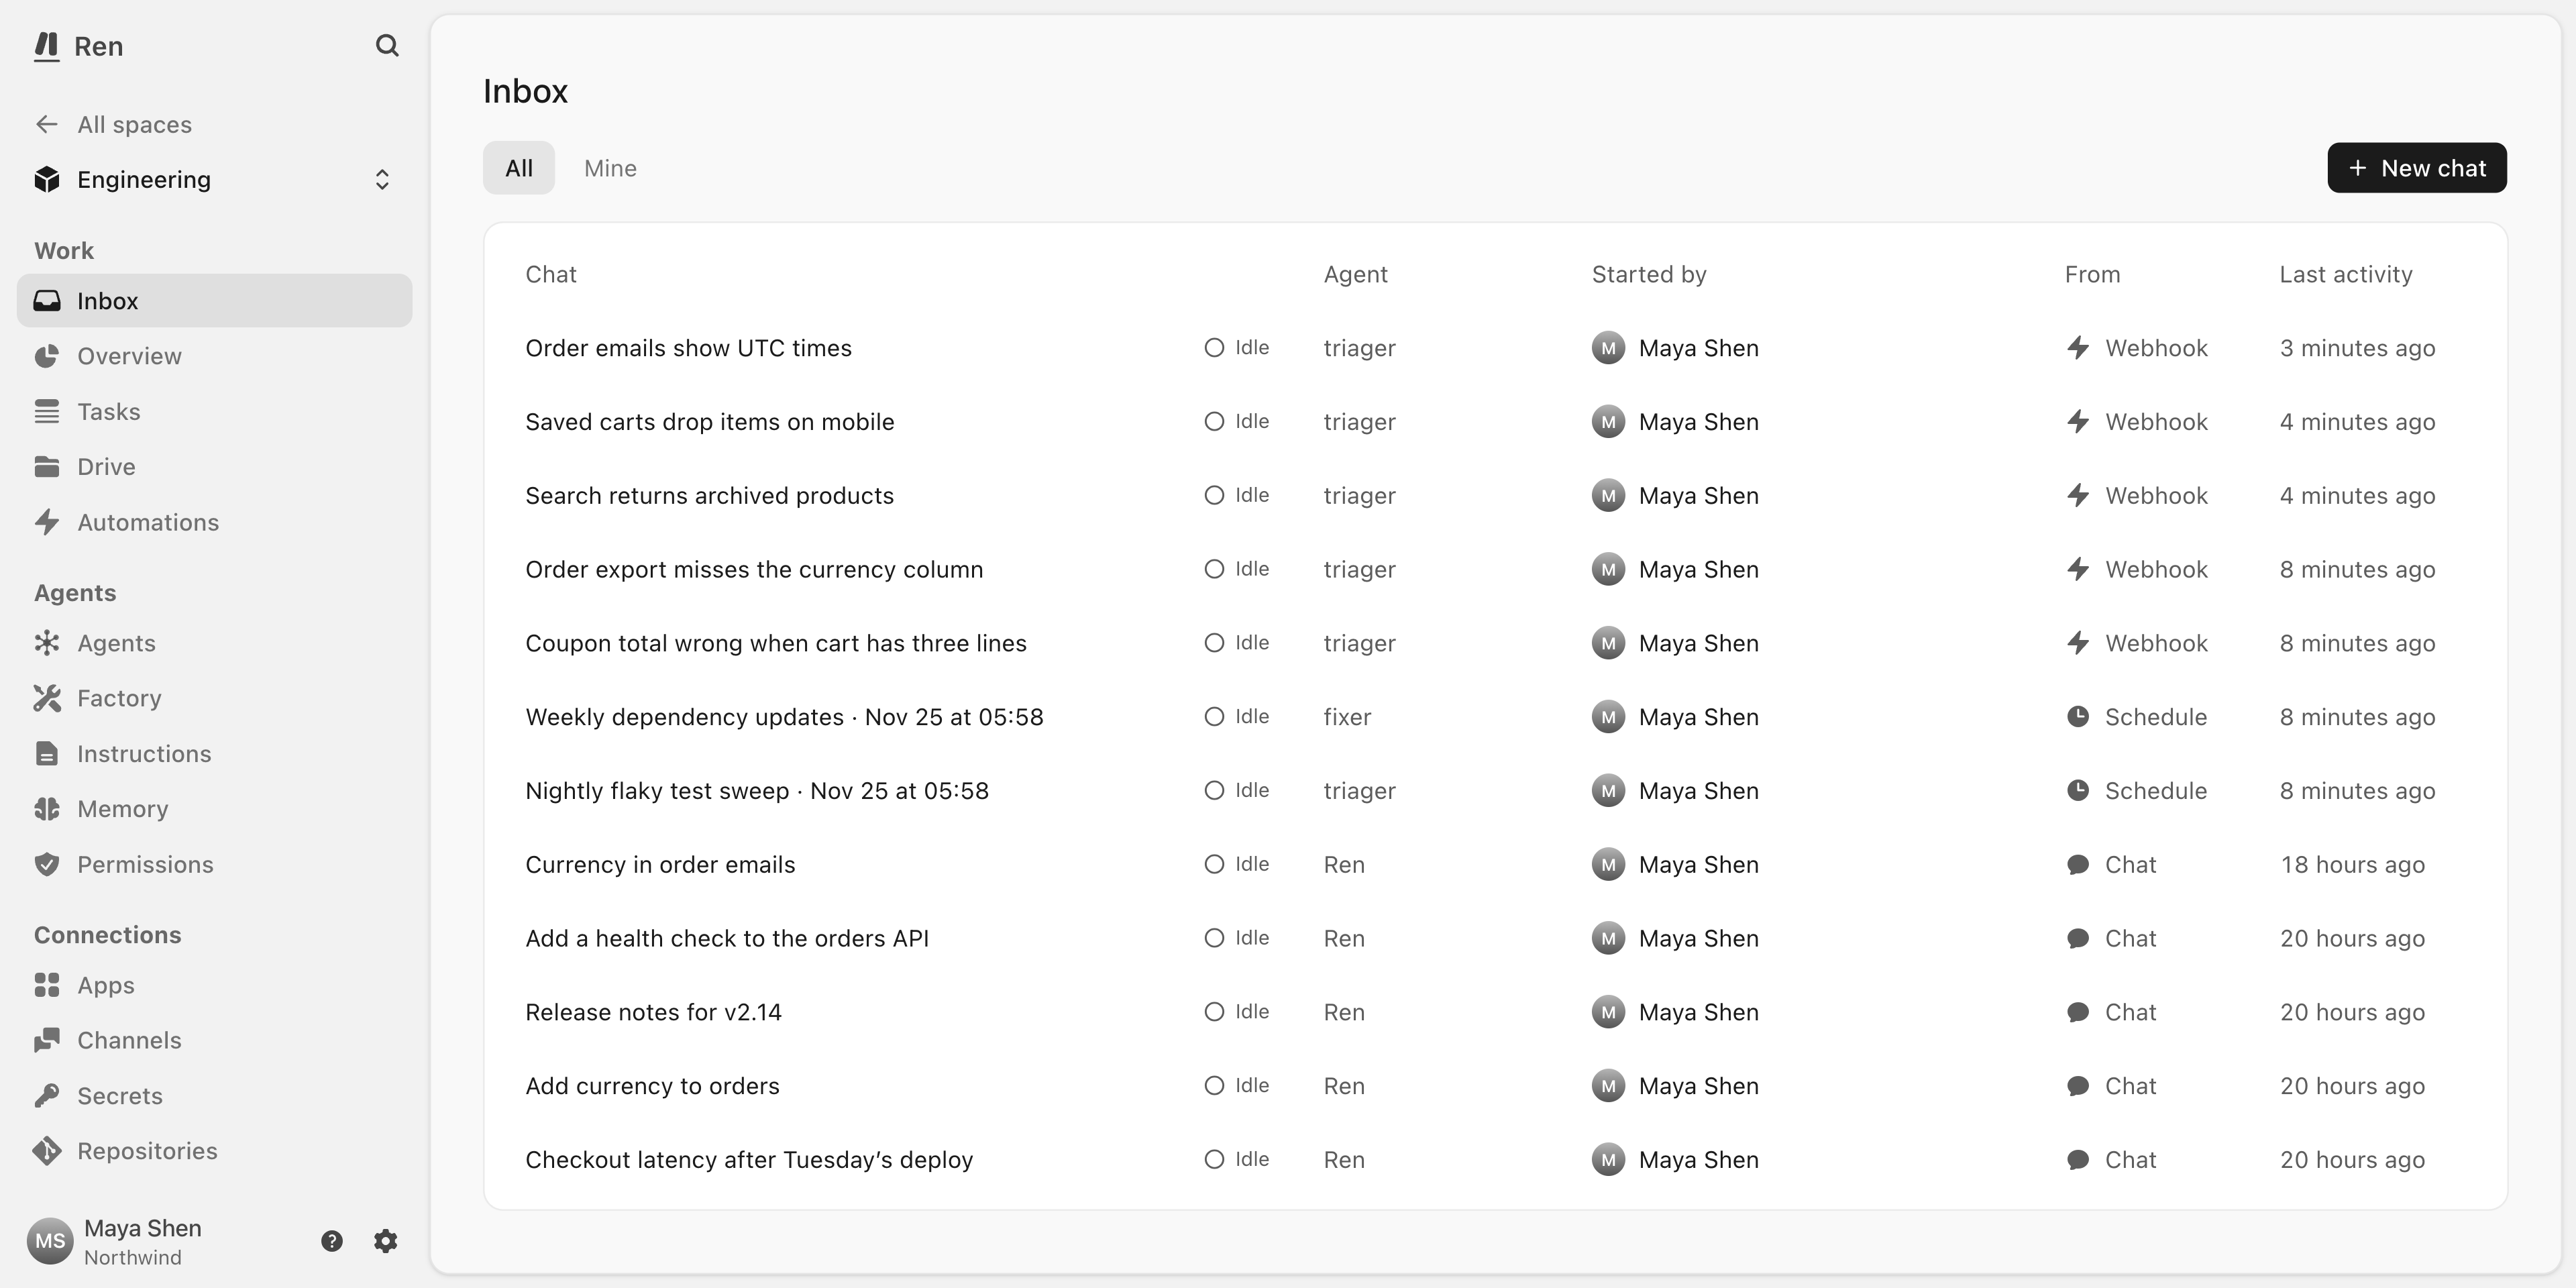 Ren
All spaces
Engineering
Work
Inbox
Overview
Tasks
Drive
Automations
Agents
Agents
Factory
Instructions
Memory
Permissions
Connections
Apps
Channels
Secrets
Repositories
MS
Maya Shen
Northwind
?
Inbox
All Mine
+ New chat
Chat Agent Started by From Last activity
Order emails show UTC times Idle triager M Maya Shen Webhook 3 minutes ago
Saved carts drop items on mobile Idle triager M Maya Shen Webhook 4 minutes ago
Search returns archived products Idle triager M Maya Shen Webhook 4 minutes ago
Order export misses the currency column Idle triager M Maya Shen Webhook 8 minutes ago
Coupon total wrong when cart has three lines Idle triager M Maya Shen Webhook 8 minutes ago
Weekly dependency updates · Nov 25 at 05:58 Idle fixer M Maya Shen Schedule 8 minutes ago
Nightly flaky test sweep · Nov 25 at 05:58 Idle triager M Maya Shen Schedule 8 minutes ago
Currency in order emails Idle Ren M Maya Shen Chat 18 hours ago
Add a health check to the orders API Idle Ren M Maya Shen Chat 20 hours ago
Release notes for v2.14 Idle Ren M Maya Shen Chat 20 hours ago
Add currency to orders Idle Ren M Maya Shen Chat 20 hours ago
Checkout latency after Tuesday’s deploy Idle Ren M Maya Shen Chat 20 hours ago